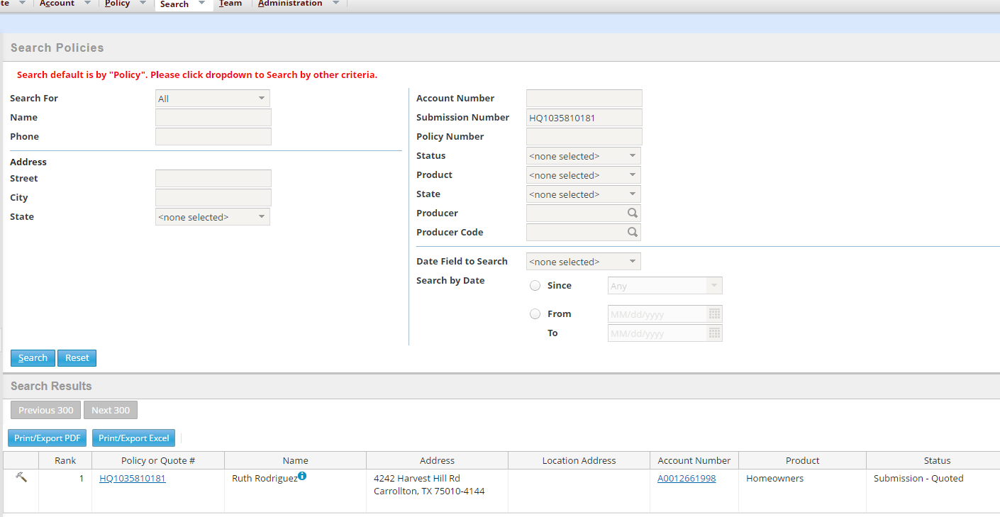 te Account Policy Search Team Administration
Search Policies
Search default is by "Policy". Please click dropdown to Search by other criteria.
Search For All
Name
Phone
Address
Street
City
State <none selected>
Account Number
Submission Number HQ1035810181
Policy Number
Status <none selected>
Product <none selected>
State <none selected>
Producer
Producer Code
Date Field to Search <none selected>
Search by Date
Since Any
From MM/dd/yyyy
To MM/dd/yyyy
Search Reset
Search Results
Previous 300 Next 300
Print/Export PDF Print/Export Excel
Rank Policy or Quote # Name Address Location Address Account Number Product Status
1 HQ1035810181 Ruth Rodriguez 4242 Harvest Hill Rd A0012661998 Homeowners Submission - Quoted
Carrollton, TX 75010-4144